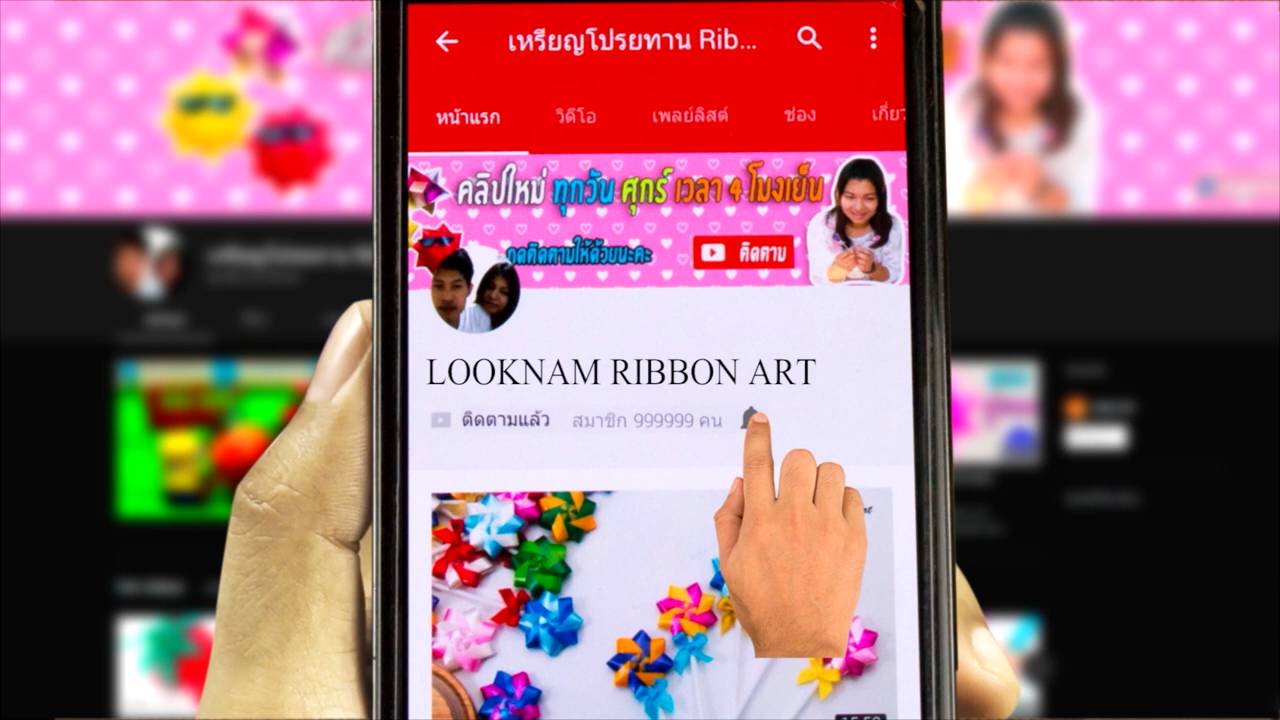 เหรียญโปรยทาน Rib...
หน้าแรก วิดีโอ เพลย์ลิสต์ ช่อง เกี่ยว
คลิปใหม่ ทุกวัน ศุกร์ เวลา 4 โมงเย็น
กดติดตามให้ด้วยนะคะ ติดตาม
LOOKNAM RIBBON ART
ติดตามแล้ว สมาชิก 999999 คน